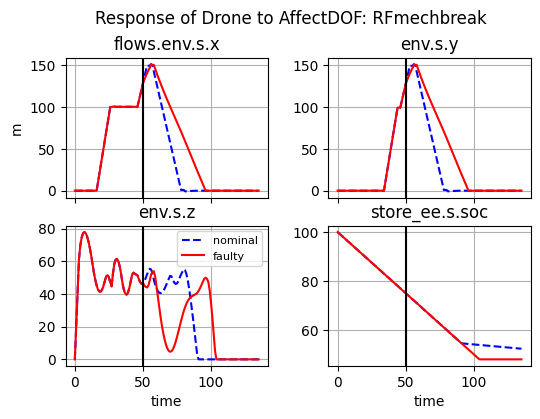 Response of Drone to AffectDOF: RFmechbreak
flows.env.s.x
env.s.y
m
150
100
50
0
150
100
50
0
env.s.z
store_ee.s.soc
80
60
40
20
0
nominal
faulty
100
80
60
0
50
100
0
100
time
time